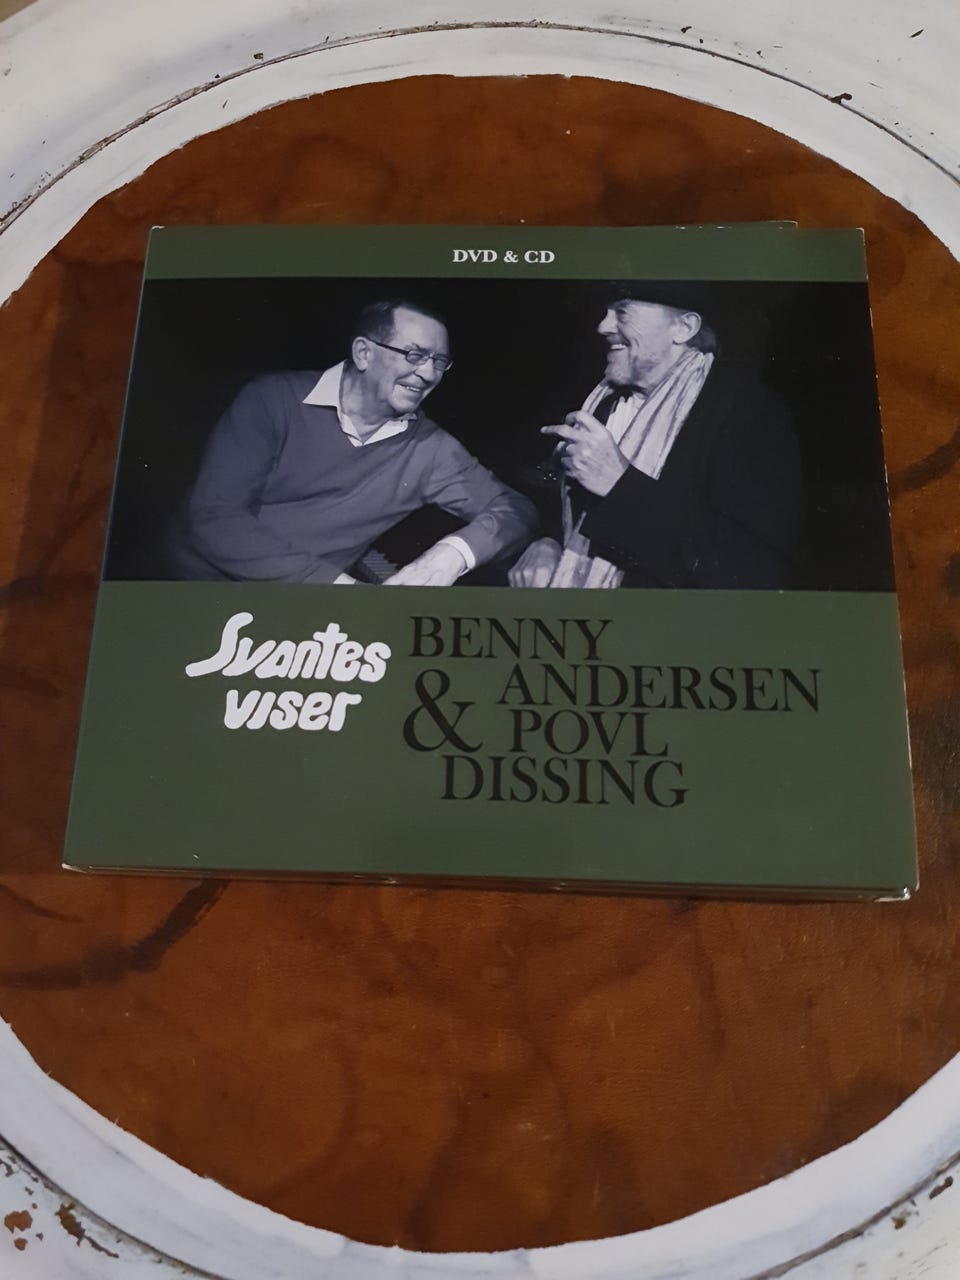 DVD & CD
Svantes
viser
BENNY
ANDERSEN
& POVL
DISSING